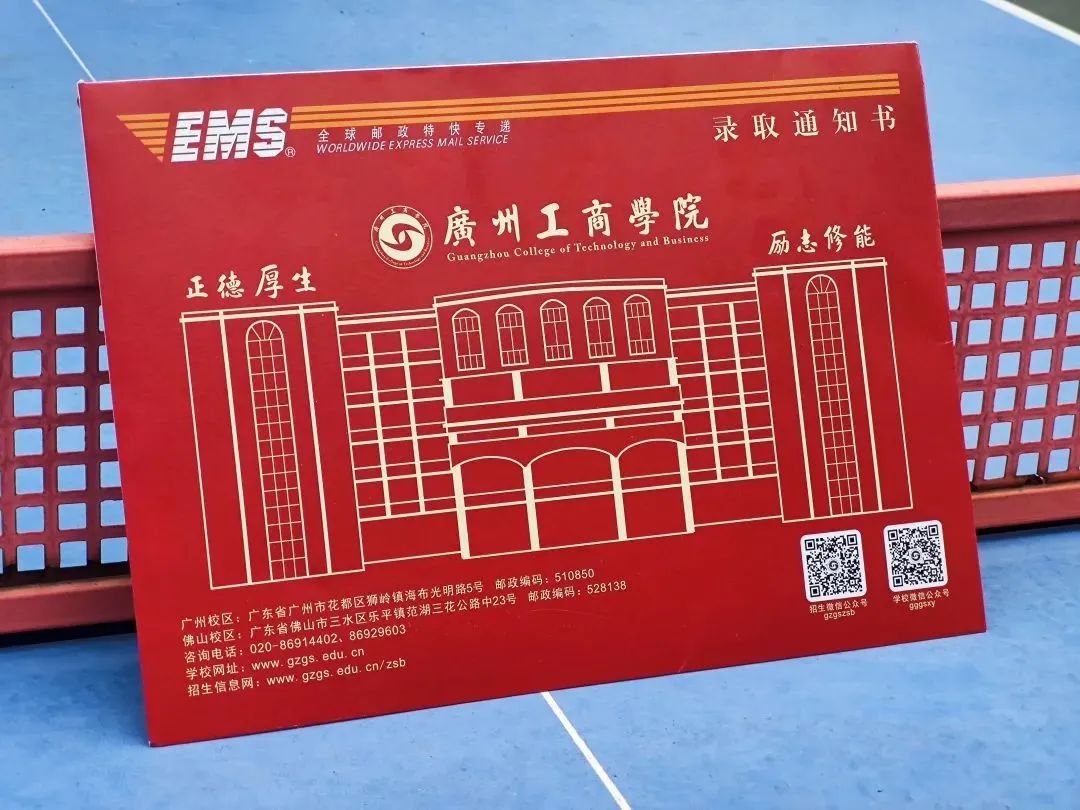 EMS®
全球邮政特快专递
WORLDWIDE EXPRESS MAIL SERVICE
录取通知书
廣州工商學院
Guangzhou College of Technology and Business
正德厚生
励志修能
广州校区：广东省广州市花都区狮岭镇海布光明路5号 邮政编码：510850
佛山校区：广东省佛山市三水区乐平镇范湖三花公路中23号 邮政编码：528138
咨询电话：020-86914402、86929603
学校网址：www.gzgs.edu.cn
招生信息网：www.gzgs.edu.cn/zsb
招生微信公众号
gzgszsb
学校微信公众号
gggsxy